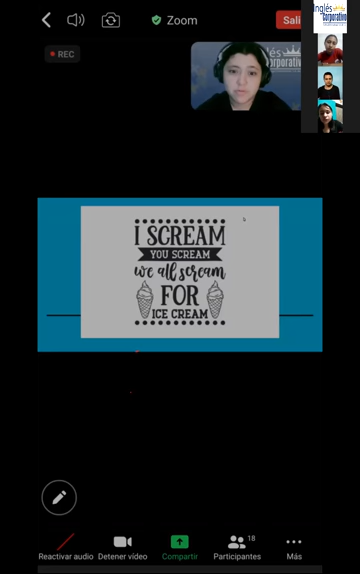 Zoom
Sali
REC
Inglés
Corporativo
I SCREAM
YOU SCREAM
we all scream
FOR
ICE CREAM
18
Reactivar audio
Detener vídeo
Compartir
Participantes
Más